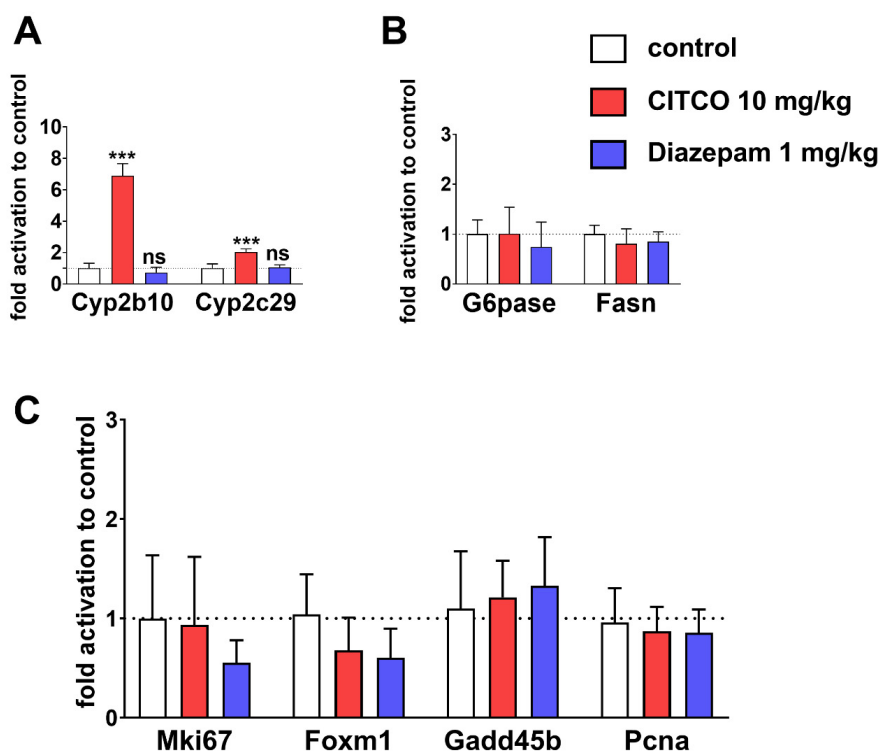 A
fold activation to control
10
8
6
4
2
0
***
ns
***
ns
Cyp2b10
Cyp2c29
B
fold activation to control
3
2
1
0
G6pase
Fasn
control
CITCO 10 mg/kg
Diazepam 1 mg/kg
C
fold activation to control
3
2
1
0
Mki67
Foxm1
Gadd45b
Pcna